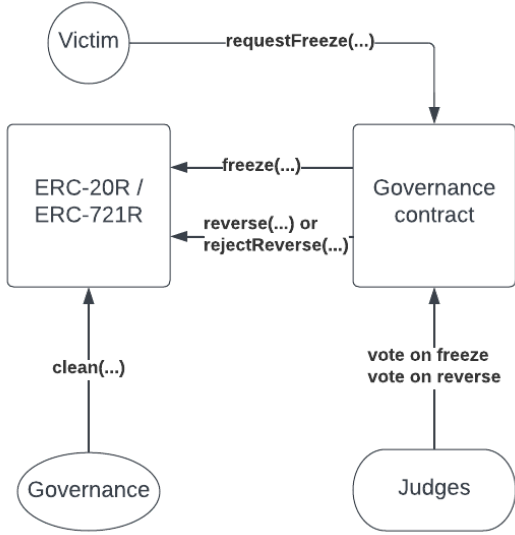 Victim
requestFreeze(...)
ERC-20R /
ERC-721R
freeze(...)
reverse(...) or
rejectReverse(...)
Governance
contract
clean(...)
vote on freeze
vote on reverse
Governance
Judges